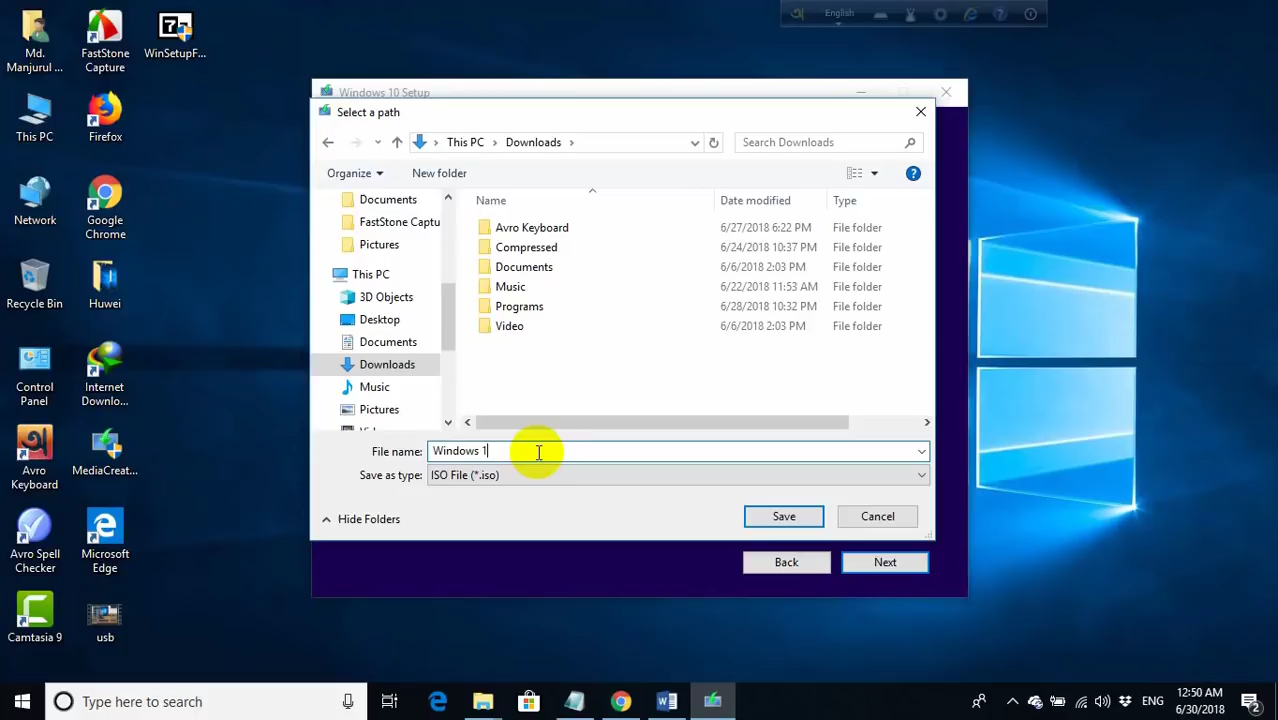 Md.
Manjurul ...
FastStone
Capture
WinSetupF...
English
This PC
Firefox
Network
Google
Chrome
Recycle Bin
Huwei
Control
Panel
Internet
Downlo...
Avro
Keyboard
MediaCreat...
Avro Spell
Checker
Microsoft
Edge
Camtasia 9
usb
Windows 10 Setup
Select a path
This PC
Downloads
Search Downloads
Organize
New folder
Documents
FastStone Captu
Pictures
This PC
3D Objects
Desktop
Documents
Downloads
Music
Pictures
Name Date modified Type
Avro Keyboard 6/27/2018 6:22 PM File folder
Compressed 6/24/2018 10:37 PM File folder
Documents 6/6/2018 2:03 PM File folder
Music 6/22/2018 11:53 AM File folder
Programs 6/28/2018 10:32 PM File folder
Video 6/6/2018 2:03 PM File folder
File name: Windows 1
Save as type: ISO File (*.iso)
Hide Folders
Save
Cancel
Back
Next
Type here to search
ENG
12:50 AM
6/30/2018
2